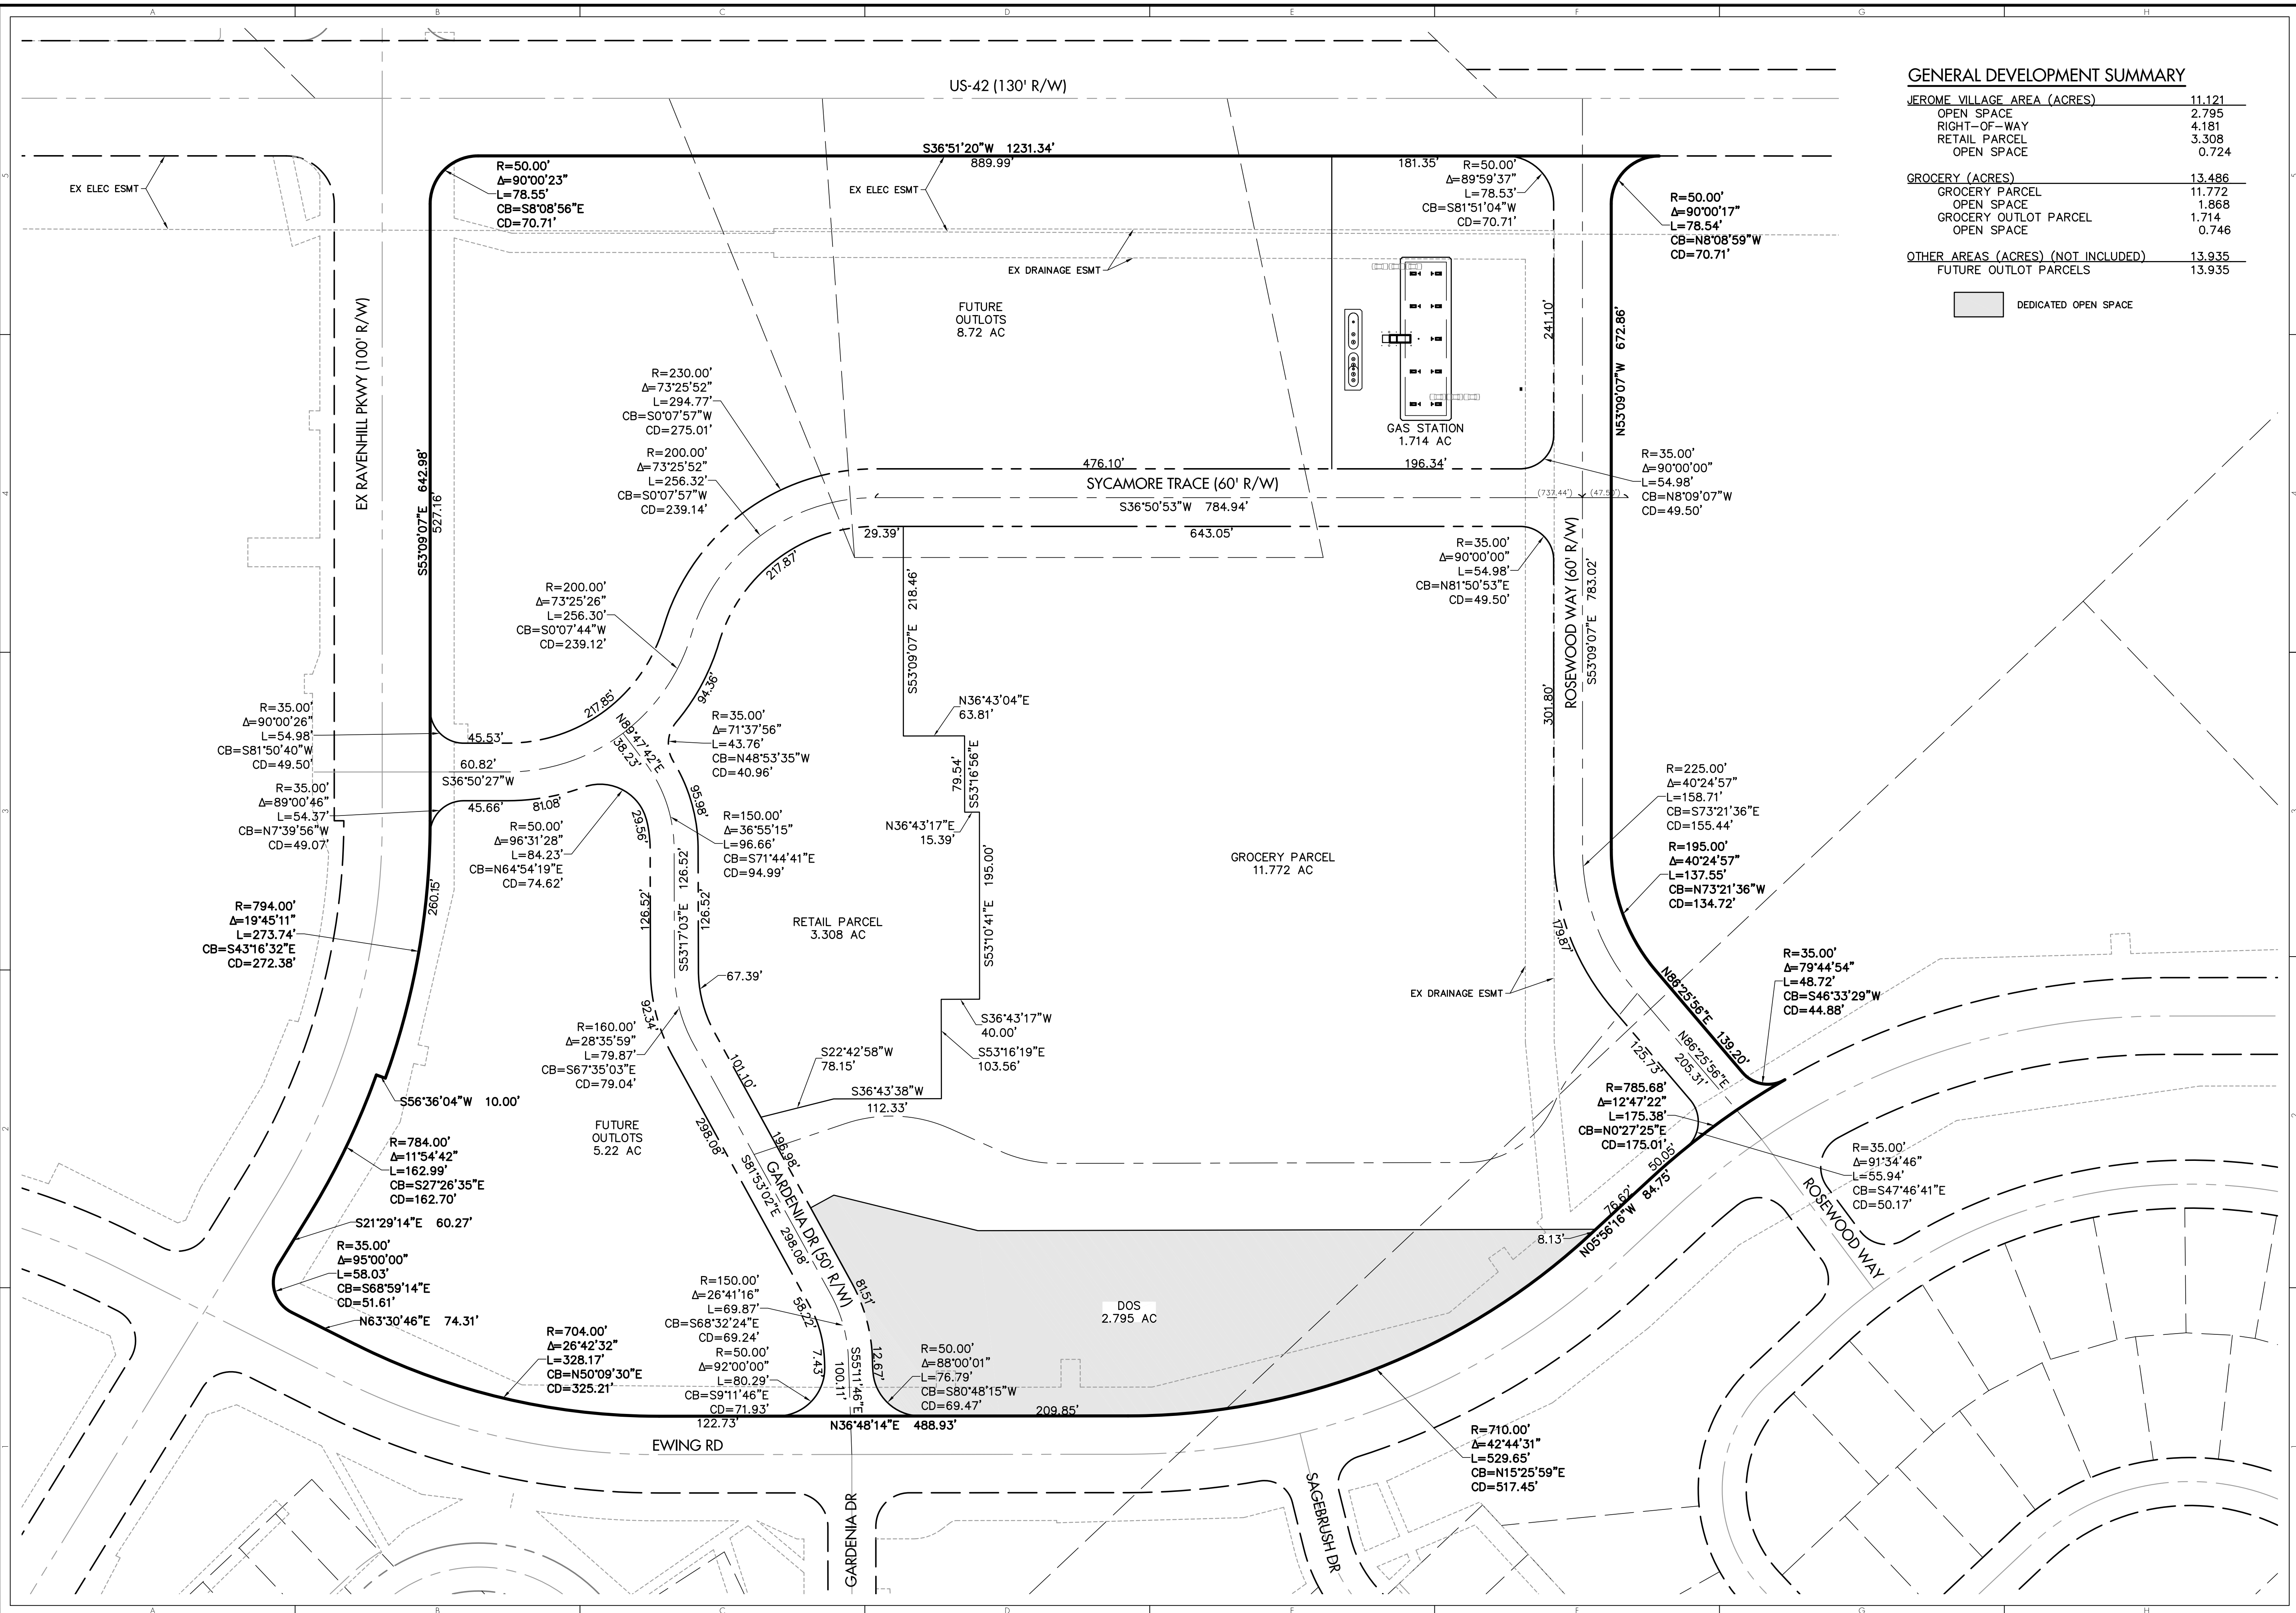 A B C D E F G H
US-42 (130' R/W)
GENERAL DEVELOPMENT SUMMARY
JEROME VILLAGE AREA (ACRES) 11.121
OPEN SPACE 2.795
RIGHT-OF-WAY 4.181
RETAIL PARCEL 3.308
OPEN SPACE 0.724
GROCERY (ACRES) 13.486
GROCERY PARCEL 11.772
OPEN SPACE 1.868
GROCERY OUTLOT PARCEL 1.714
OPEN SPACE 0.746
OTHER AREAS (ACRES) (NOT INCLUDED) 13.935
FUTURE OUTLOT PARCELS 13.935
DEDICATED OPEN SPACE
S36°51'20"W 1231.34'
889.99'
181.35'
EX ELEC ESMT
R=50.00'
Δ=90°00'23"
L=78.55'
CB=S8°08'56"E
CD=70.71'
EX ELEC ESMT
R=50.00'
Δ=89°59'37"
L=78.53'
CB=S81°51'04"W
CD=70.71'
R=50.00'
Δ=90°00'17"
L=78.54'
CB=N8°08'59"W
CD=70.71'
EX DRAINAGE ESMT
FUTURE
OUTLOTS
8.72 AC
EX RAVENHILL PKWY (100' R/W)
S53°09'07"E 642.98'
527.16'
241.10'
N53°09'07"W 672.86'
GAS STATION
1.714 AC
R=230.00'
Δ=73°25'52"
L=294.77'
CB=S0°07'57"W
CD=275.01'
R=200.00'
Δ=73°25'52"
L=256.32'
CB=S0°07'57"W
CD=239.14'
476.10'
196.34'
SYCAMORE TRACE (60' R/W)
S36°50'53"W 784.94'
(737.44') (47.50')
R=35.00'
Δ=90°00'00"
L=54.98'
CB=N8°09'07"W
CD=49.50'
29.39'
643.05'
217.87'
R=35.00'
Δ=90°00'00"
L=54.98'
CB=N81°50'53"E
CD=49.50'
ROSEWOOD WAY (60' R/W)
S53°09'07"E 783.02'
R=200.00'
Δ=73°25'26"
L=256.30'
CB=S0°07'44"W
CD=239.12'
S53°09'07"E 218.46'
301.80'
94.36'
217.85'
N36°43'04"E
63.81'
R=35.00'
Δ=90°00'26"
L=54.98'
CB=S81°50'40"W
CD=49.50'
45.53'
N89°47'42"E
38.23'
R=35.00'
Δ=71°37'56"
L=43.76'
CB=N48°53'35"W
CD=40.96'
79.54'
S53°16'56"E
60.82'
S36°50'27"W
R=35.00'
Δ=89°00'46"
L=54.37'
CB=N7°39'56"W
CD=49.07'
45.66'
81.08'
29.56'
95.98'
R=50.00'
Δ=96°31'28"
L=84.23'
CB=N64°54'19"E
CD=74.62'
R=150.00'
Δ=36°55'15"
L=96.66'
CB=S71°44'41"E
CD=94.99'
N36°43'17"E
15.39'
GROCERY PARCEL
11.772 AC
R=225.00'
Δ=40°24'57"
L=158.71'
CB=S73°21'36"E
CD=155.44'
R=195.00'
Δ=40°24'57"
L=137.55'
CB=N73°21'36"W
CD=134.72'
R=794.00'
Δ=19°45'11"
L=273.74'
CB=S43°16'32"E
CD=272.38'
260.15'
126.52'
S53°17'03"E 126.52'
126.52'
RETAIL PARCEL
3.308 AC
S53°10'41"E 195.00'
179.87'
67.39'
EX DRAINAGE ESMT
N86°25'56"E 139.20'
R=35.00'
Δ=79°44'54"
L=48.72'
CB=S46°33'29"W
CD=44.88'
92.34'
R=160.00'
Δ=28°35'59"
L=79.87'
CB=S67°35'03"E
CD=79.04'
101.10'
S22°42'58"W
78.15'
S36°43'17"W
40.00'
S53°16'19"E
103.56'
S36°43'38"W
112.33'
125.73'
N86°25'56"E
205.31'
S56°36'04"W 10.00'
R=785.68'
Δ=12°47'22"
L=175.38'
CB=N0°27'25"E
CD=175.01'
FUTURE
OUTLOTS
5.22 AC
R=784.00'
Δ=11°54'42"
L=162.99'
CB=S27°26'35"E
CD=162.70'
298.08'
196.98'
S81°53'02"E 298.08'
GARDENIA DR (50' R/W)
50.05'
76.62'
N05°56'16"W 84.75'
8.13'
R=35.00'
Δ=91°34'46"
L=55.94'
CB=S47°46'41"E
CD=50.17'
ROSEWOOD WAY
S21°29'14"E 60.27'
R=35.00'
Δ=95°00'00"
L=58.03'
CB=S68°59'14"E
CD=51.61'
N63°30'46"E 74.31'
R=150.00'
Δ=26°41'16"
L=69.87'
CB=S68°32'24"E
CD=69.24'
58.22'
81.51'
DOS
2.795 AC
R=704.00'
Δ=26°42'32"
L=328.17'
CB=N50°09'30"E
CD=325.21'
R=50.00'
Δ=92°00'00"
L=80.29'
CB=S9°11'46"E
CD=71.93'
7.43'
100.11'
S55°11'46"E
12.67'
R=50.00'
Δ=88°00'01"
L=76.79'
CB=S80°48'15"W
CD=69.47'
122.73'
N36°48'14"E 488.93'
209.85'
EWING RD
R=710.00'
Δ=42°44'31"
L=529.65'
CB=N15°25'59"E
CD=517.45'
GARDENIA DR
SAGEBRUSH DR
5 4 3 2 1
5 4 3 2 1
A B C D E F G H